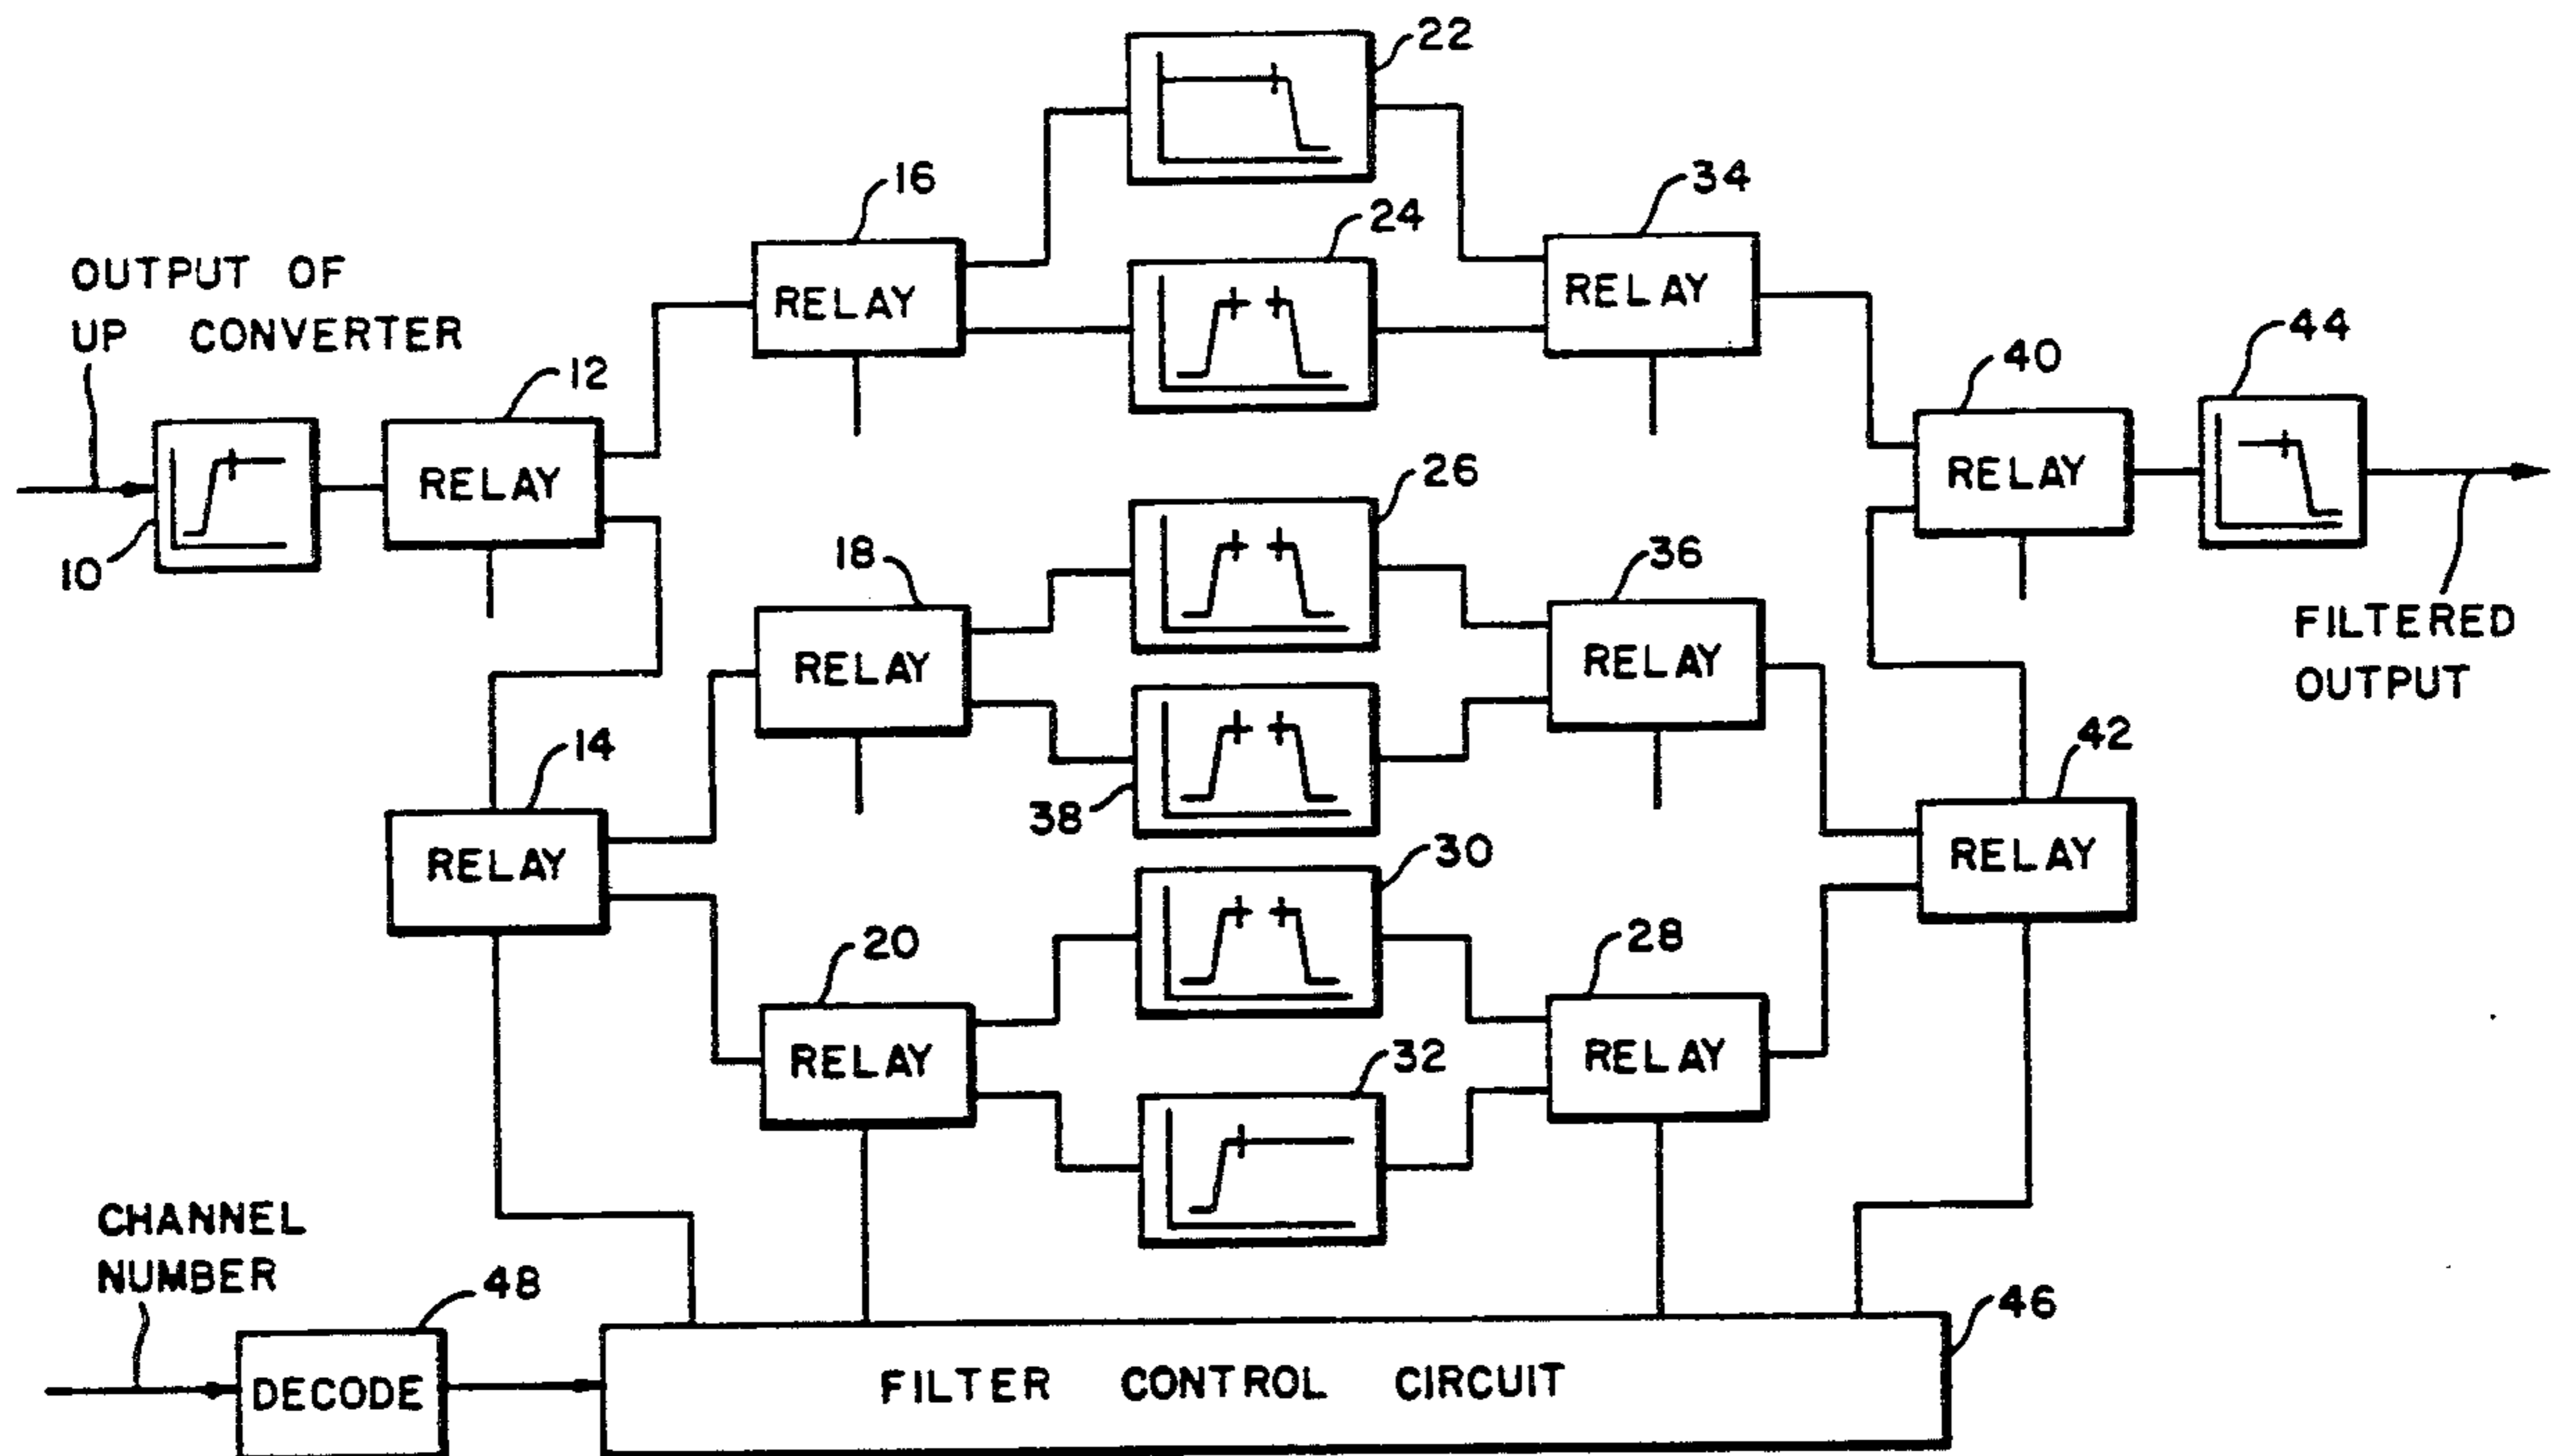 22
16
34
24
OUTPUT OF
UP CONVERTER
RELAY
RELAY
44
12
40
26
RELAY
RELAY
10
18
36
FILTERED
OUTPUT
RELAY
RELAY
14
42
38
RELAY
30
RELAY
20
28
RELAY
32
RELAY
CHANNEL
NUMBER
48
46
DECODE
FILTER CONTROL CIRCUIT